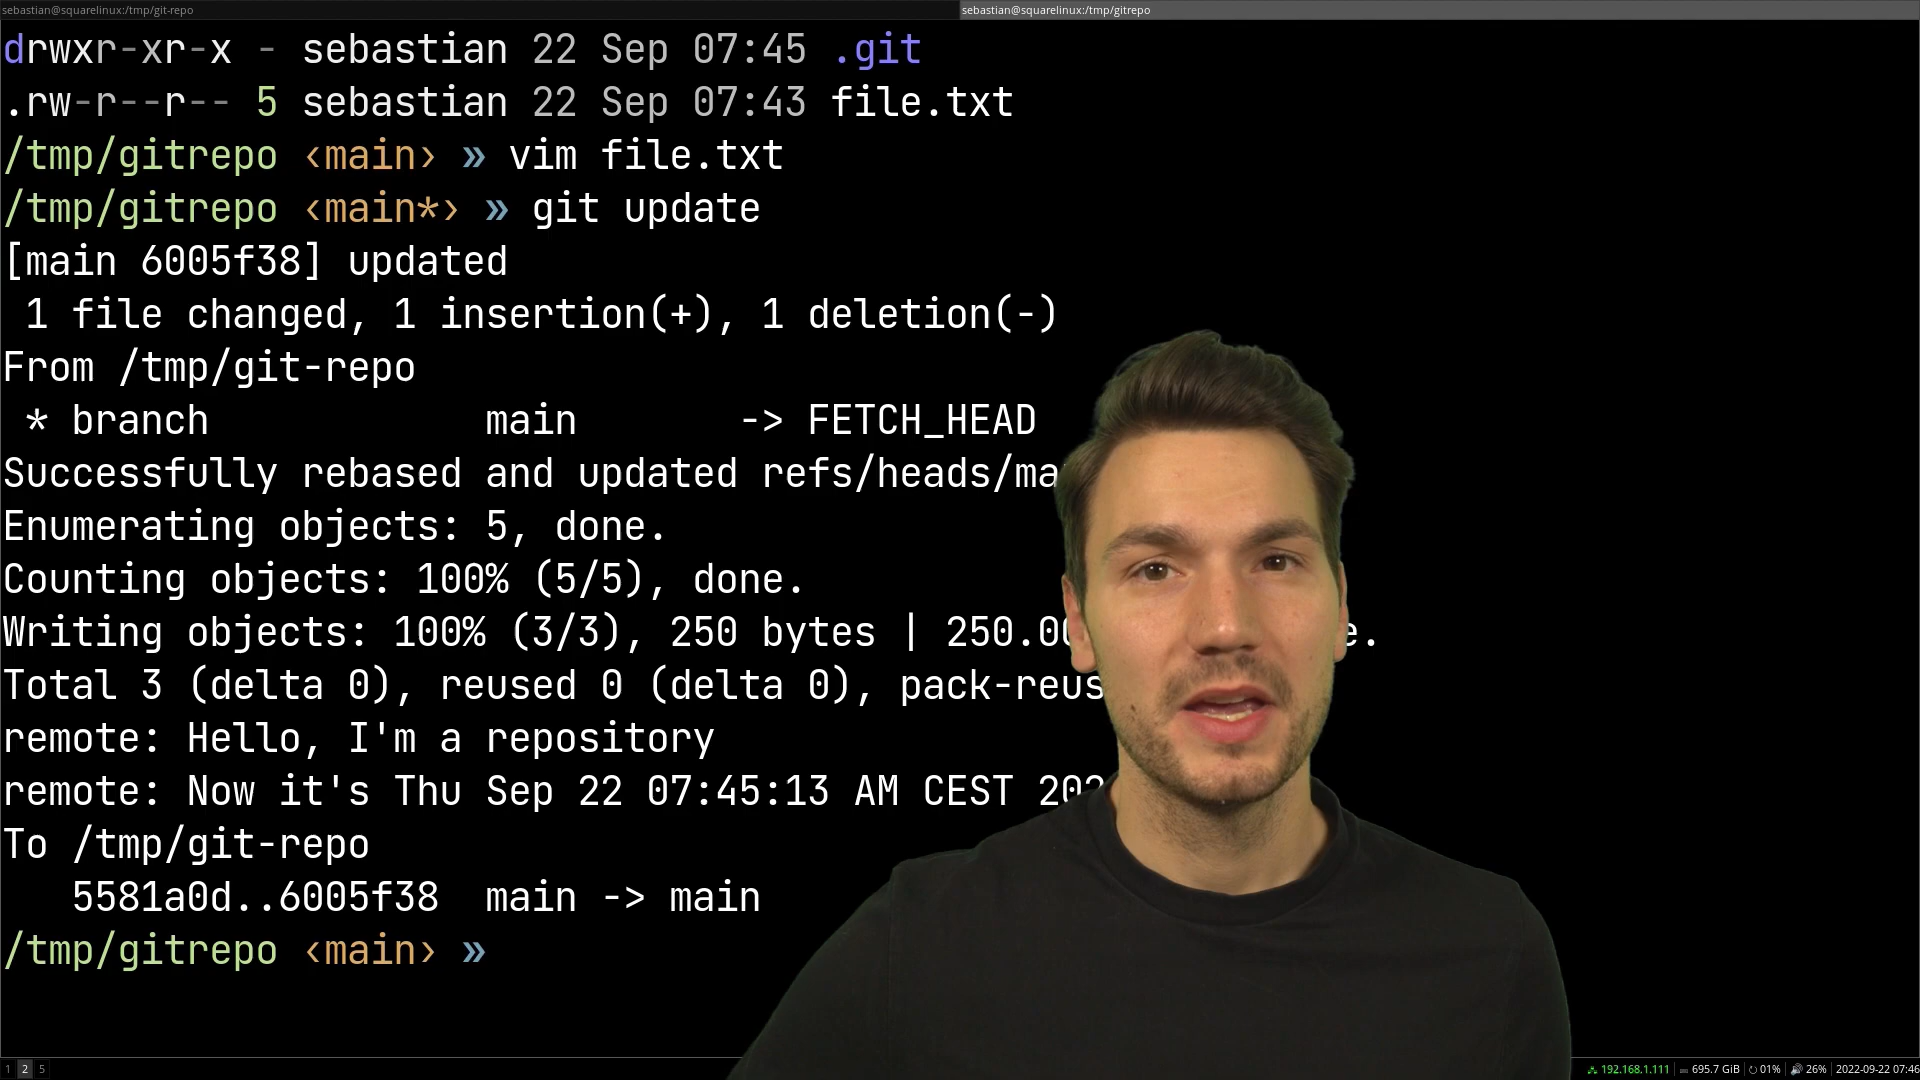 sebastian@squarelinux:/tmp/git-repo
sebastian@squarelinux:/tmp/gitrepo
drwxr-xr-x - sebastian 22 Sep 07:45 .git
.rw-r--r-- 5 sebastian 22 Sep 07:43 file.txt
/tmp/gitrepo ‹main› » vim file.txt
/tmp/gitrepo ‹main*› » git update
[main 6005f38] updated
1 file changed, 1 insertion(+), 1 deletion(-)
From /tmp/git-repo
* branch main -> FETCH_HEAD
Successfully rebased and updated refs/heads/ma
Enumerating objects: 5, done.
Counting objects: 100% (5/5), done.
Writing objects: 100% (3/3), 250 bytes | 250.00 e.
Total 3 (delta 0), reused 0 (delta 0), pack-reus
remote: Hello, I'm a repository
remote: Now it's Thu Sep 22 07:45:13 AM CEST 202
To /tmp/git-repo
5581a0d..6005f38 main -> main
/tmp/gitrepo ‹main› »
1 2 5
192.168.1.111 695.7 GiB 01% 26% 2022-09-22 07:46